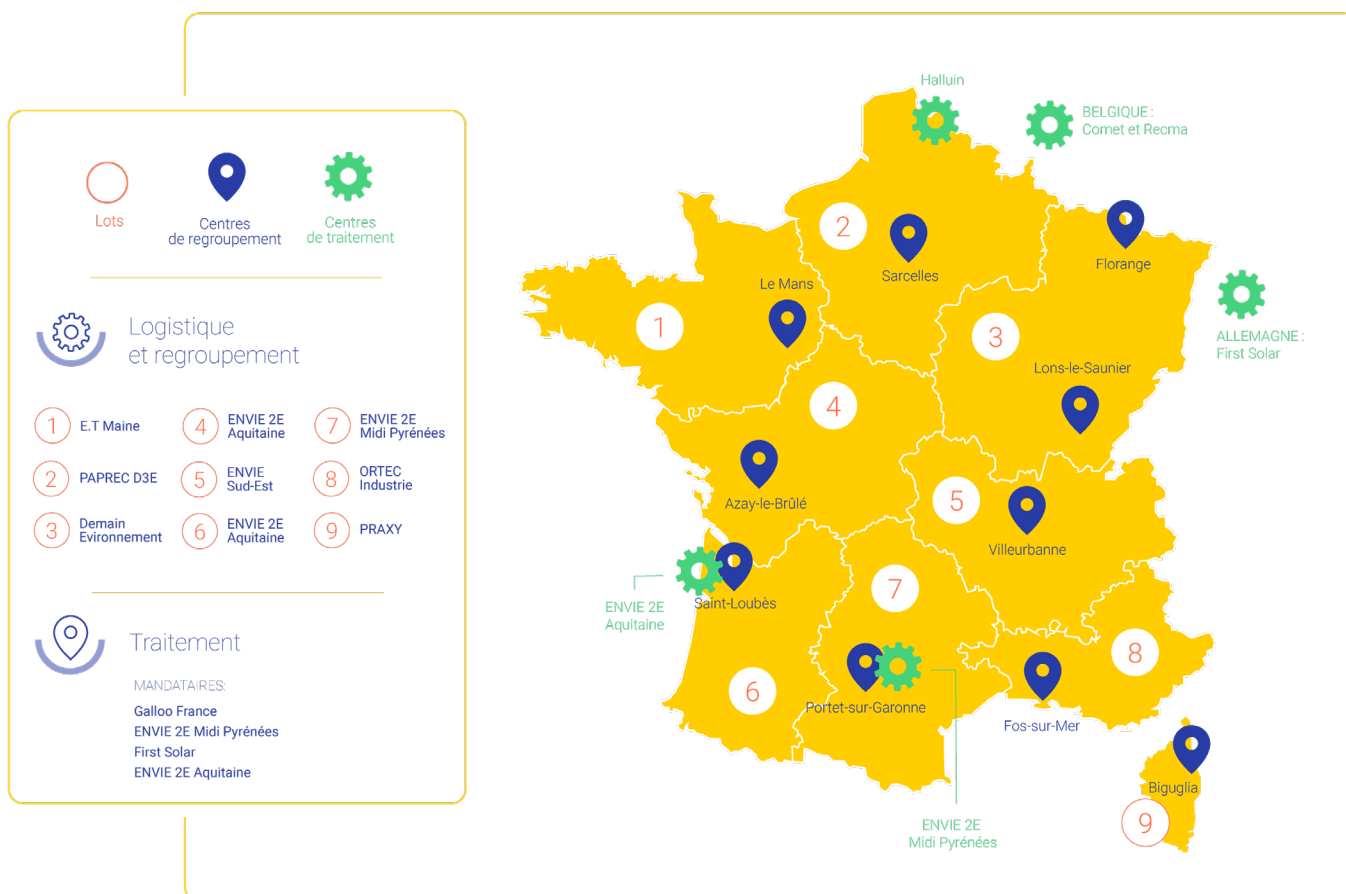 Lots
Centres
de regroupement
Centres
de traitement
Logistique
et regroupement
1 E.T Maine
2 PAPREC D3E
3 Demain
Evironnement
4 ENVIE 2E
Aquitaine
5 ENVIE
Sud-Est
6 ENVIE 2E
Aquitaine
7 ENVIE 2E
Midi Pyrénées
8 ORTEC
Industrie
9 PRAXY
Traitement
MANDATAIRES:
Galloo France
ENVIE 2E Midi Pyrénées
First Solar
ENVIE 2E Aquitaine
Halluin
BELGIQUE :
Comet et Recma
2
Sarcelles
Florange
Le Mans
1
3
ALLEMAGNE :
First Solar
Lons-le-Saunier
4
Azay-le-Brûlé
5
Villeurbanne
Saint-Loubès
ENVIE 2E
Aquitaine
7
8
6
Portet-sur-Garonne
Fos-sur-Mer
Biguglia
9
ENVIE 2E
Midi Pyrénées